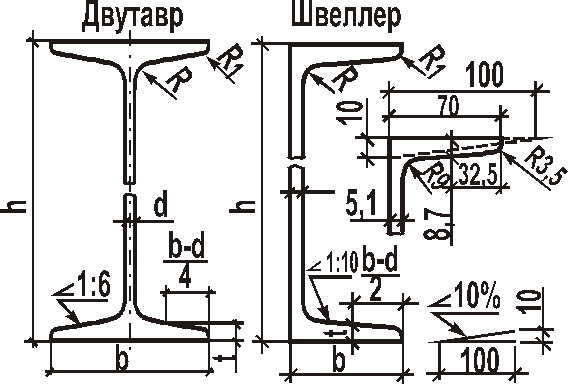 Двутавр
Швеллер
R
R1
R
R1
100
70
10
R9
32,5
R3,5
5,1
8,7
h
d
h
b-d
4
∠1:6
t
b
∠1:10
b-d
2
t
b
∠10%
10
100